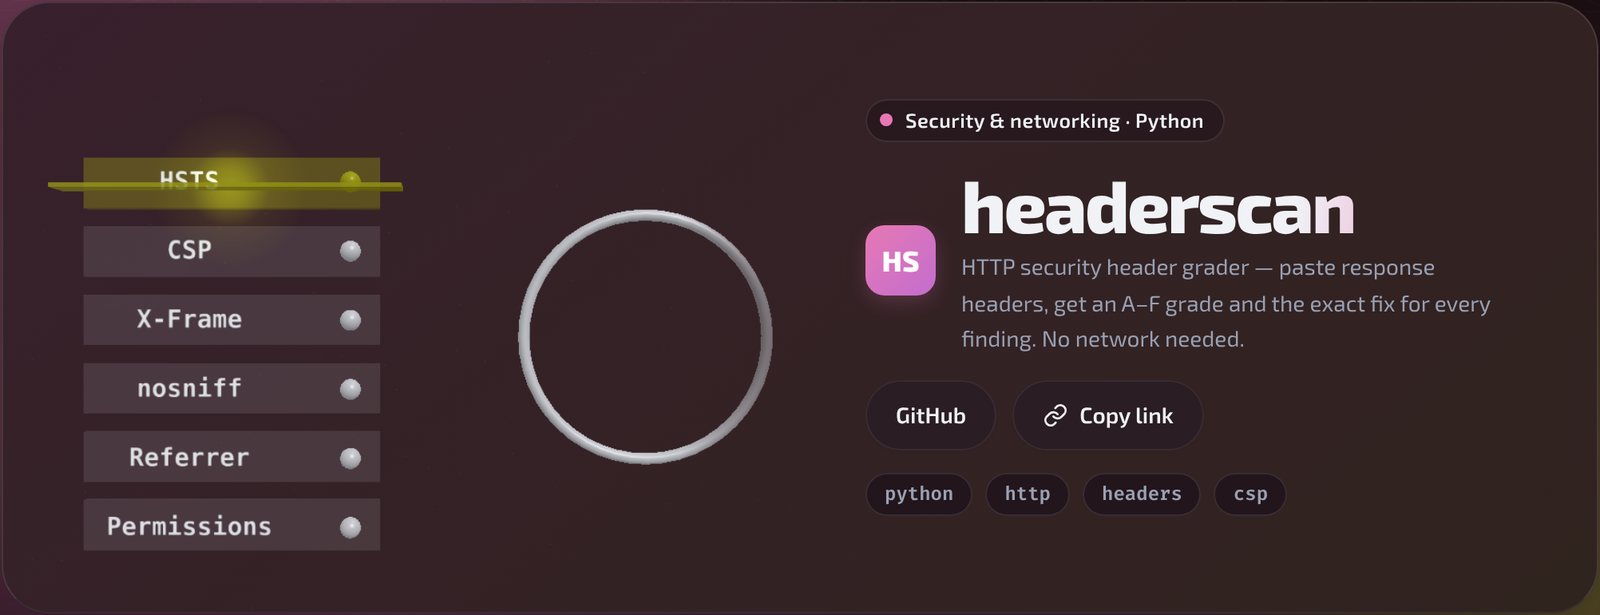 HSTS
CSP
X-Frame
nosniff
Referrer
Permissions
Security & networking · Python
HS
headerscan
HTTP security header grader — paste response
headers, get an A–F grade and the exact fix for every
finding. No network needed.
GitHub
Copy link
python
http
headers
csp